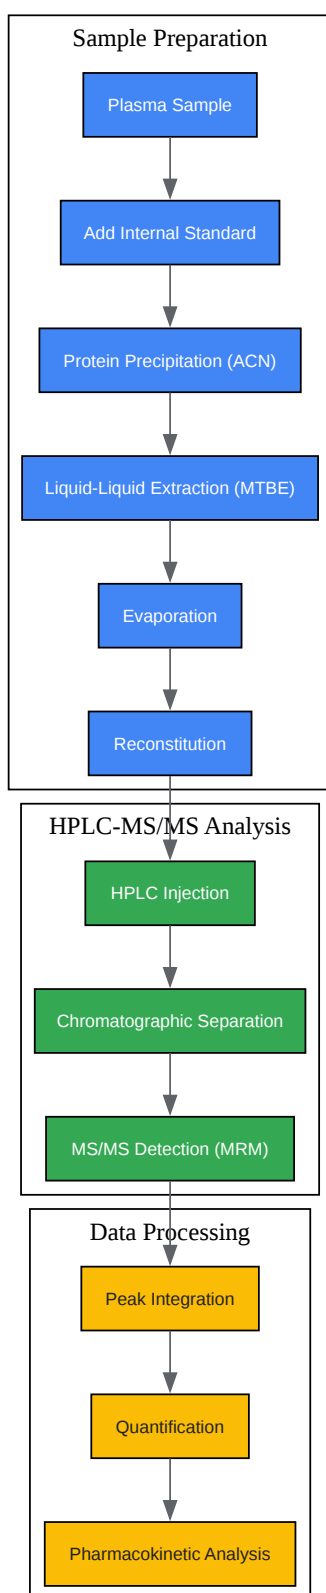 Sample Preparation
Plasma Sample
Add Internal Standard
Protein Precipitation (ACN)
Liquid-Liquid Extraction (MTBE)
Evaporation
Reconstitution
HPLC-MS/MS Analysis
HPLC Injection
Chromatographic Separation
MS/MS Detection (MRM)
Data Processing
Peak Integration
Quantification
Pharmacokinetic Analysis